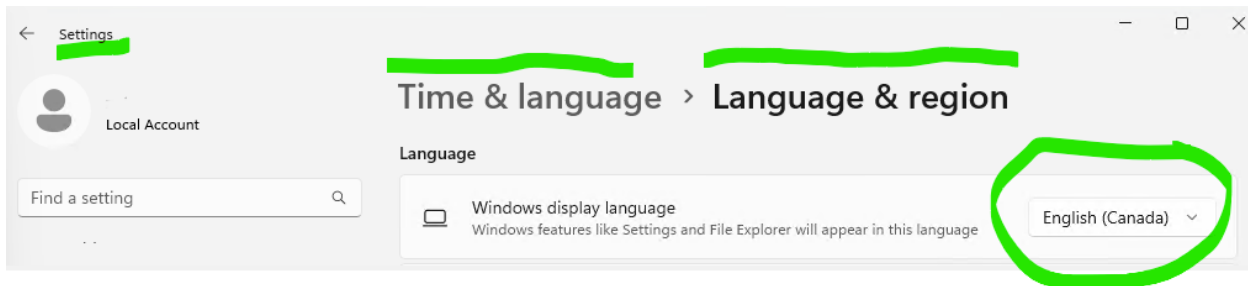 Settings
Local Account
Find a setting
Time & language > Language & region
Language
Windows display language
Windows features like Settings and File Explorer will appear in this language
English (Canada)